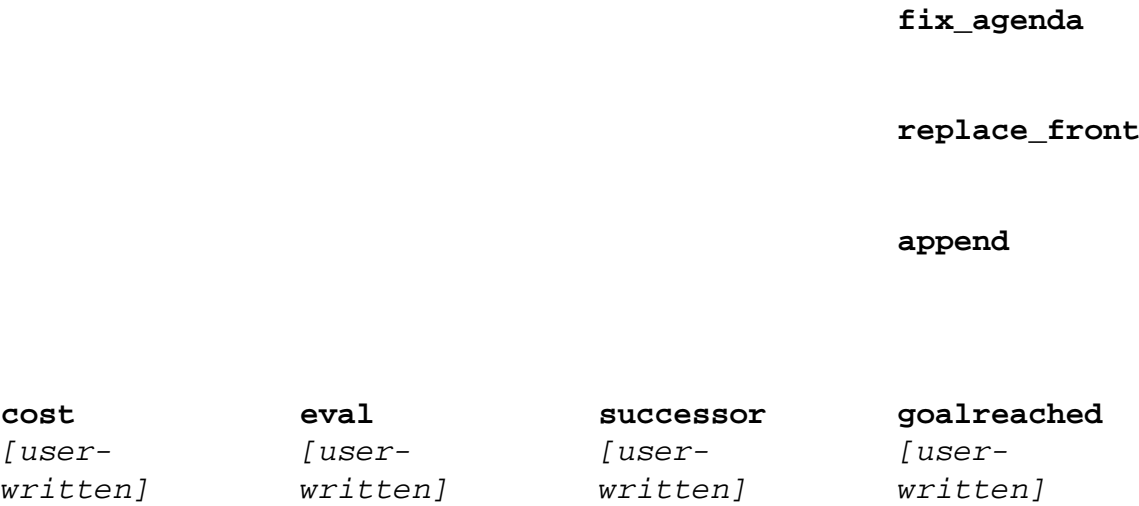 fix_agenda
replace_front
append
cost eval successor goalreached
[user- [user- [user- [user-
written] written] written] written]